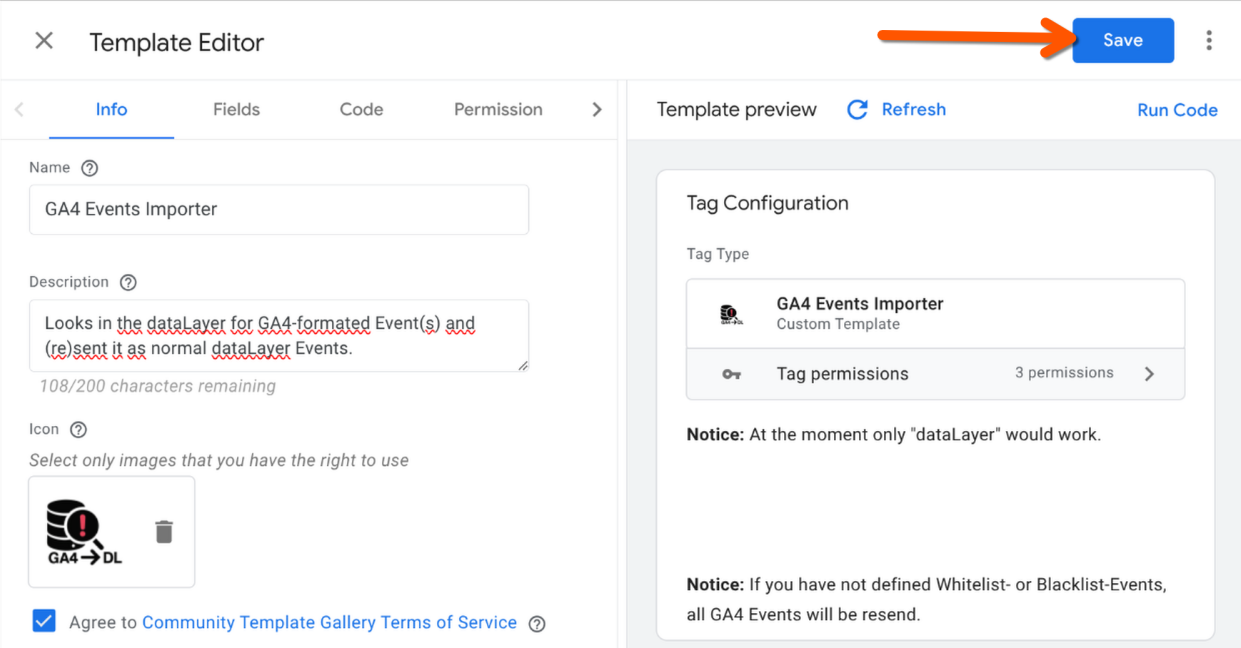 Template Editor
Save
Info
Fields
Code
Permission
Template preview
Refresh
Run Code
Name
GA4 Events Importer
Description
Looks in the dataLayer for GA4-formated Event(s) and
(re)sent it as normal dataLayer Events.
108/200 characters remaining
Icon
Select only images that you have the right to use
GA4→DL
Agree to Community Template Gallery Terms of Service
Tag Configuration
Tag Type
GA4→DL
GA4 Events Importer
Custom Template
Tag permissions
3 permissions
Notice: At the moment only "dataLayer" would work.
Notice: If you have not defined Whitelist- or Blacklist-Events,
all GA4 Events will be resend.